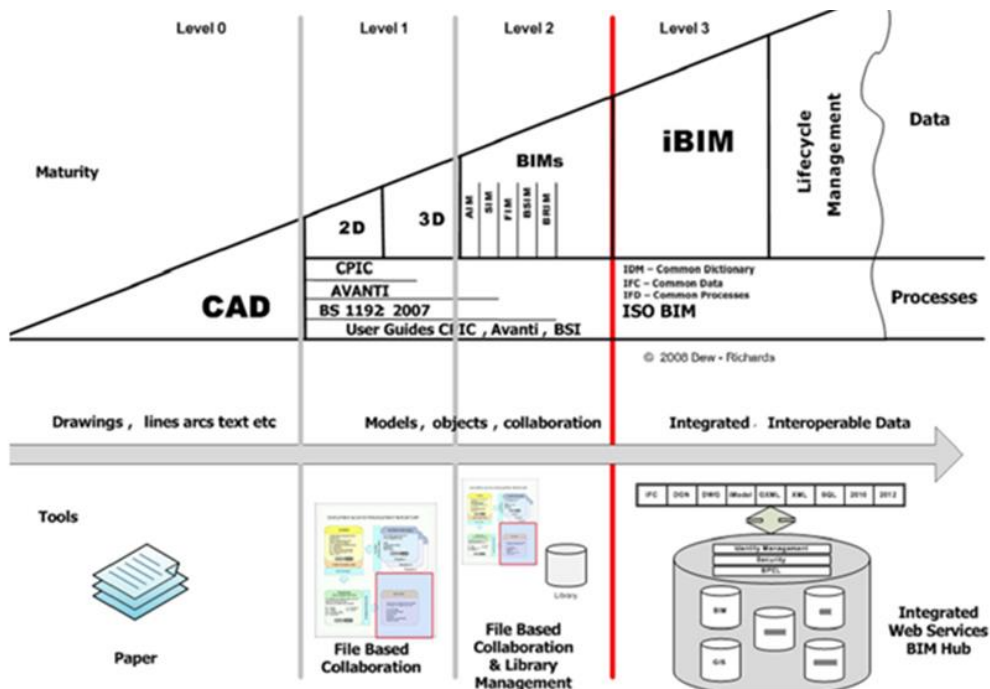 Level 0
Level 1
Level 2
Level 3
Maturity
CAD
2D
3D
BIMs
AIM
SIM
FIM
BSIM
BRIM
iBIM
Lifecycle
Management
Data
CPIC
AVANTI
BS 1192 2007
User Guides CPIC , Avanti , BSI
IDM – Common Dictionary
IFC – Common Data
IFD – Common Processes
ISO BIM
Processes
© 2008 Dew - Richards
Drawings , lines arcs text etc
Models , objects , collaboration
Integrated Interoperable Data
Tools
Paper
File Based
Collaboration
Library
File Based
Collaboration
& Library
Management
IFC
DGN
DWG
iModel
GXML
XML
SQL
2010
2012
Identity Management
Security
BPEL
BIM
GIS
Integrated
Web Services
BIM Hub